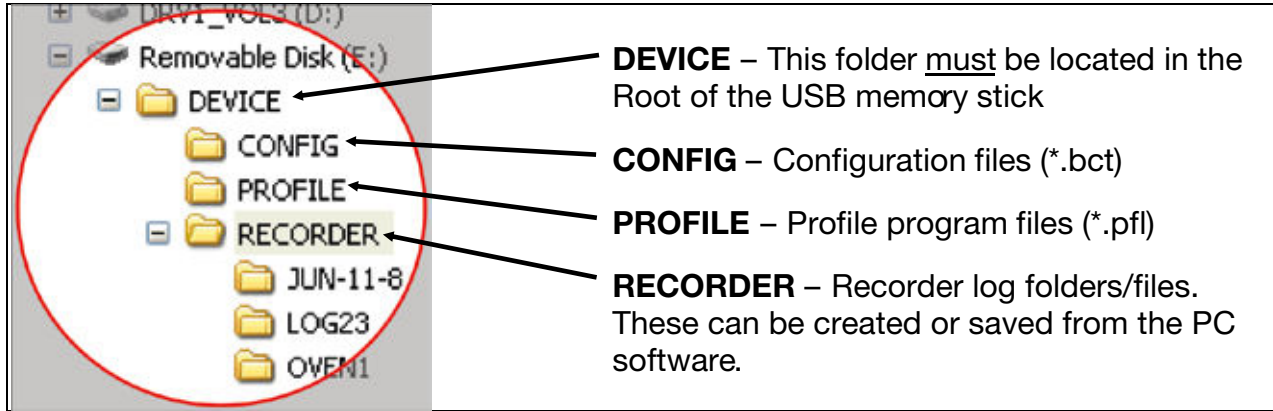 DRV1_VOL3 (D:)
Removable Disk (E:)
DEVICE
CONFIG
PROFILE
RECORDER
JUN-11-8
LOG23
OVEN1
DEVICE – This folder must be located in the
Root of the USB memory stick
CONFIG – Configuration files (*.bct)
PROFILE – Profile program files (*.pfl)
RECORDER – Recorder log folders/files.
These can be created or saved from the PC
software.